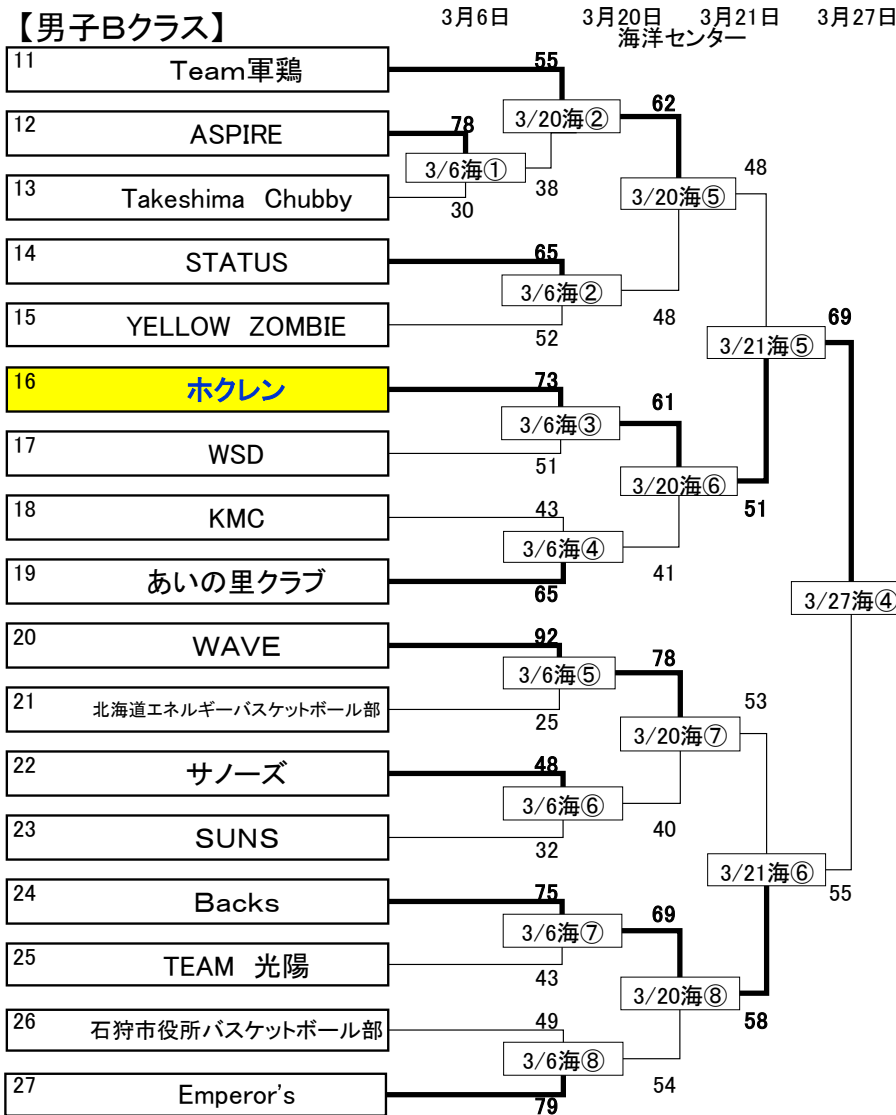 【男子Bクラス】
3月6日 3月20日 3月21日 3月27日
海洋センター
11 Team軍鶏
55
3/20海②
62
12 ASPIRE
78
3/6海①
38
48
13 Takeshima Chubby
30
3/20海⑤
14 STATUS
65
3/6海②
48
15 YELLOW ZOMBIE
52
69
3/21海⑤
16 ホクレン
73
61
3/6海③
17 WSD
51
3/20海⑥
51
18 KMC
43
3/6海④
41
19 あいの里クラブ
65
3/27海④
20 WAVE
92
78
3/6海⑤
21 北海道エネルギーバスケットボール部
25
53
3/20海⑦
22 サノーズ
48
3/6海⑥
40
23 SUNS
32
3/21海⑥
55
24 Backs
75
69
3/6海⑦
25 TEAM 光陽
43
3/20海⑧
58
26 石狩市役所バスケットボール部
49
3/6海⑧
54
27 Emperor's
79